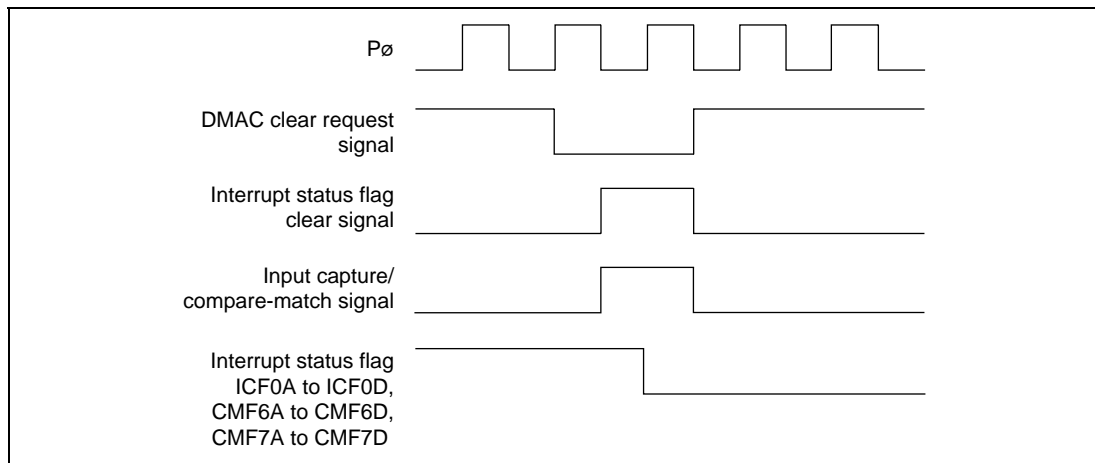 Pø
DMAC clear request
signal
Interrupt status flag
clear signal
Input capture/
compare-match signal
Interrupt status flag
ICF0A to ICF0D,
CMF6A to CMF6D,
CMF7A to CMF7D